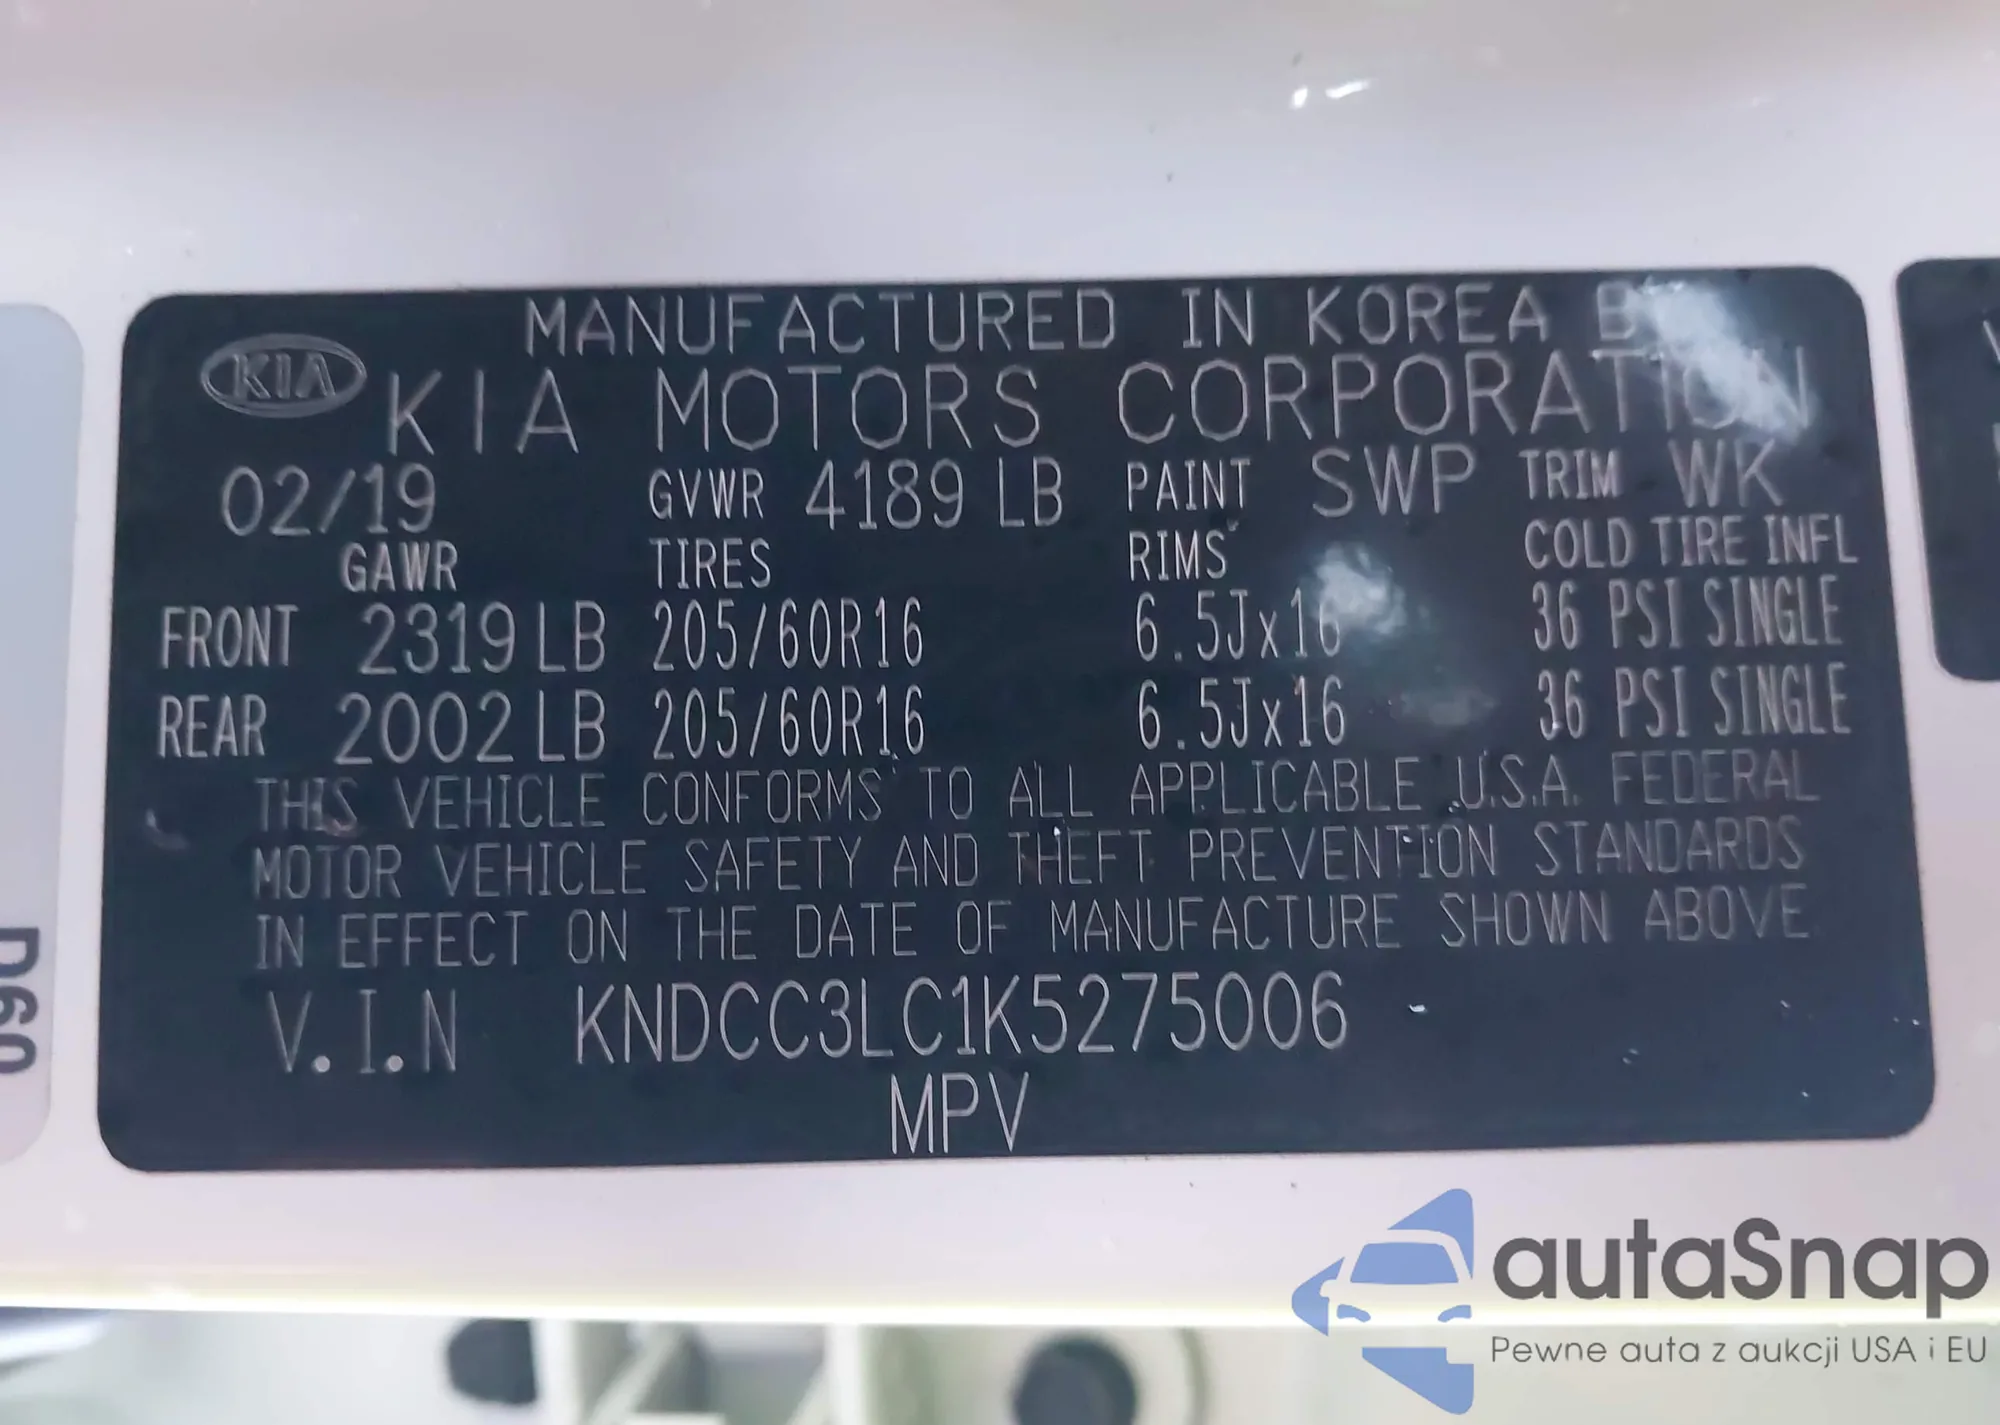 MANUFACTURED IN KOREA
KIA KIA MOTORS CORPORATION
02/19 GVWR 4189 LB PAINT SWP TRIM WK
GAWR TIRES RIMS COLD TIRE INFL
FRONT 2319 LB 205/60R16 6.5Jx16 36 PSI SINGLE
REAR 2002 LB 205/60R16 6.5Jx16 36 PSI SINGLE
THIS VEHICLE CONFORMS TO ALL APPLICABLE U.S.A. FEDERAL
MOTOR VEHICLE SAFETY AND THEFT PREVENTION STANDARDS
IN EFFECT ON THE DATE OF MANUFACTURE SHOWN ABOVE.
V.I.N KNDCC3LC1K5275006
MPV
D60
autaSnap
Pewne auta z aukcji USA i EU